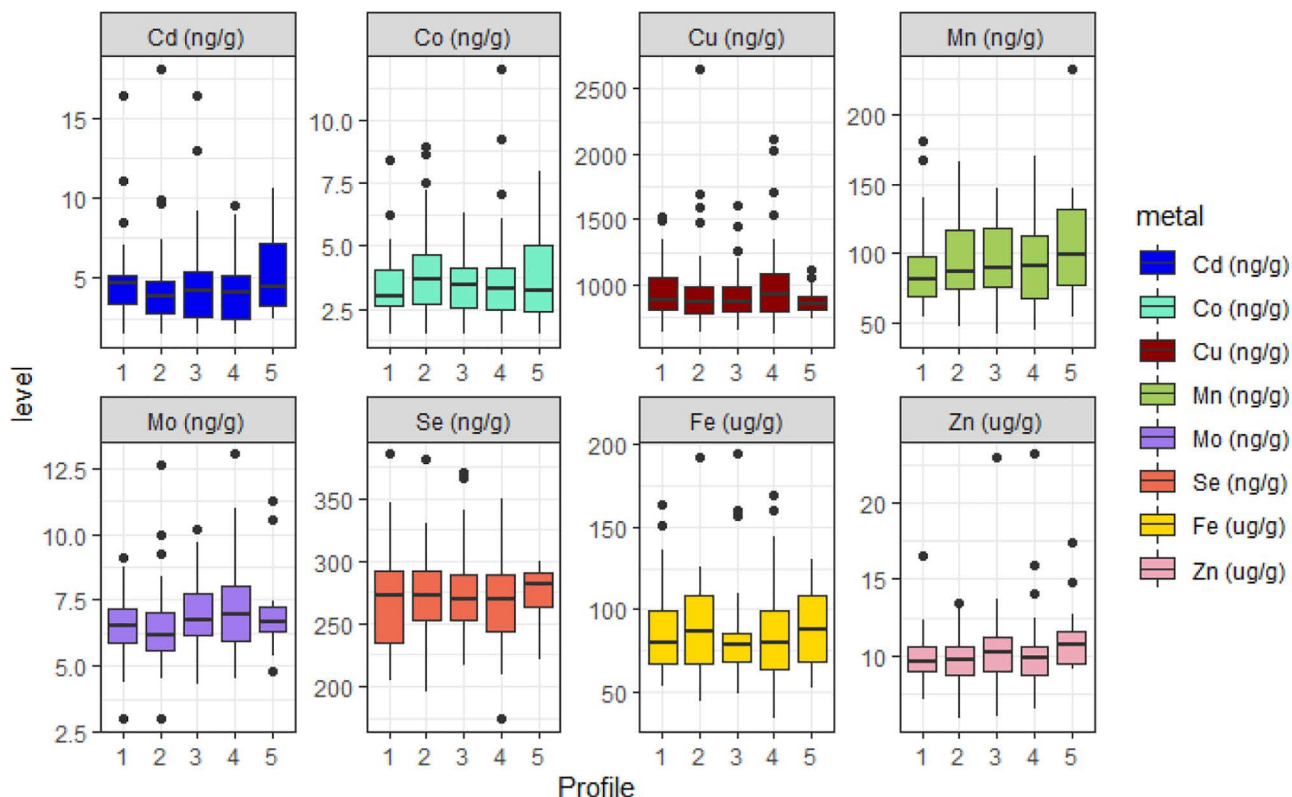 Cd (ng/g) Co (ng/g) Cu (ng/g) Mn (ng/g)
15
10
5
10.0
7.5
5.0
2.5
2500
2000
1500
1000
200
150
100
50
1 2 3 4 5 1 2 3 4 5 1 2 3 4 5 1 2 3 4 5
level
Mo (ng/g) Se (ng/g) Fe (ug/g) Zn (ug/g)
12.5
10.0
7.5
5.0
2.5
350
300
250
200
200
150
100
50
20
15
10
1 2 3 4 5 1 2 3 4 5 1 2 3 4 5 1 2 3 4 5
Profile
metal
Cd (ng/g)
Co (ng/g)
Cu (ng/g)
Mn (ng/g)
Mo (ng/g)
Se (ng/g)
Fe (ug/g)
Zn (ug/g)